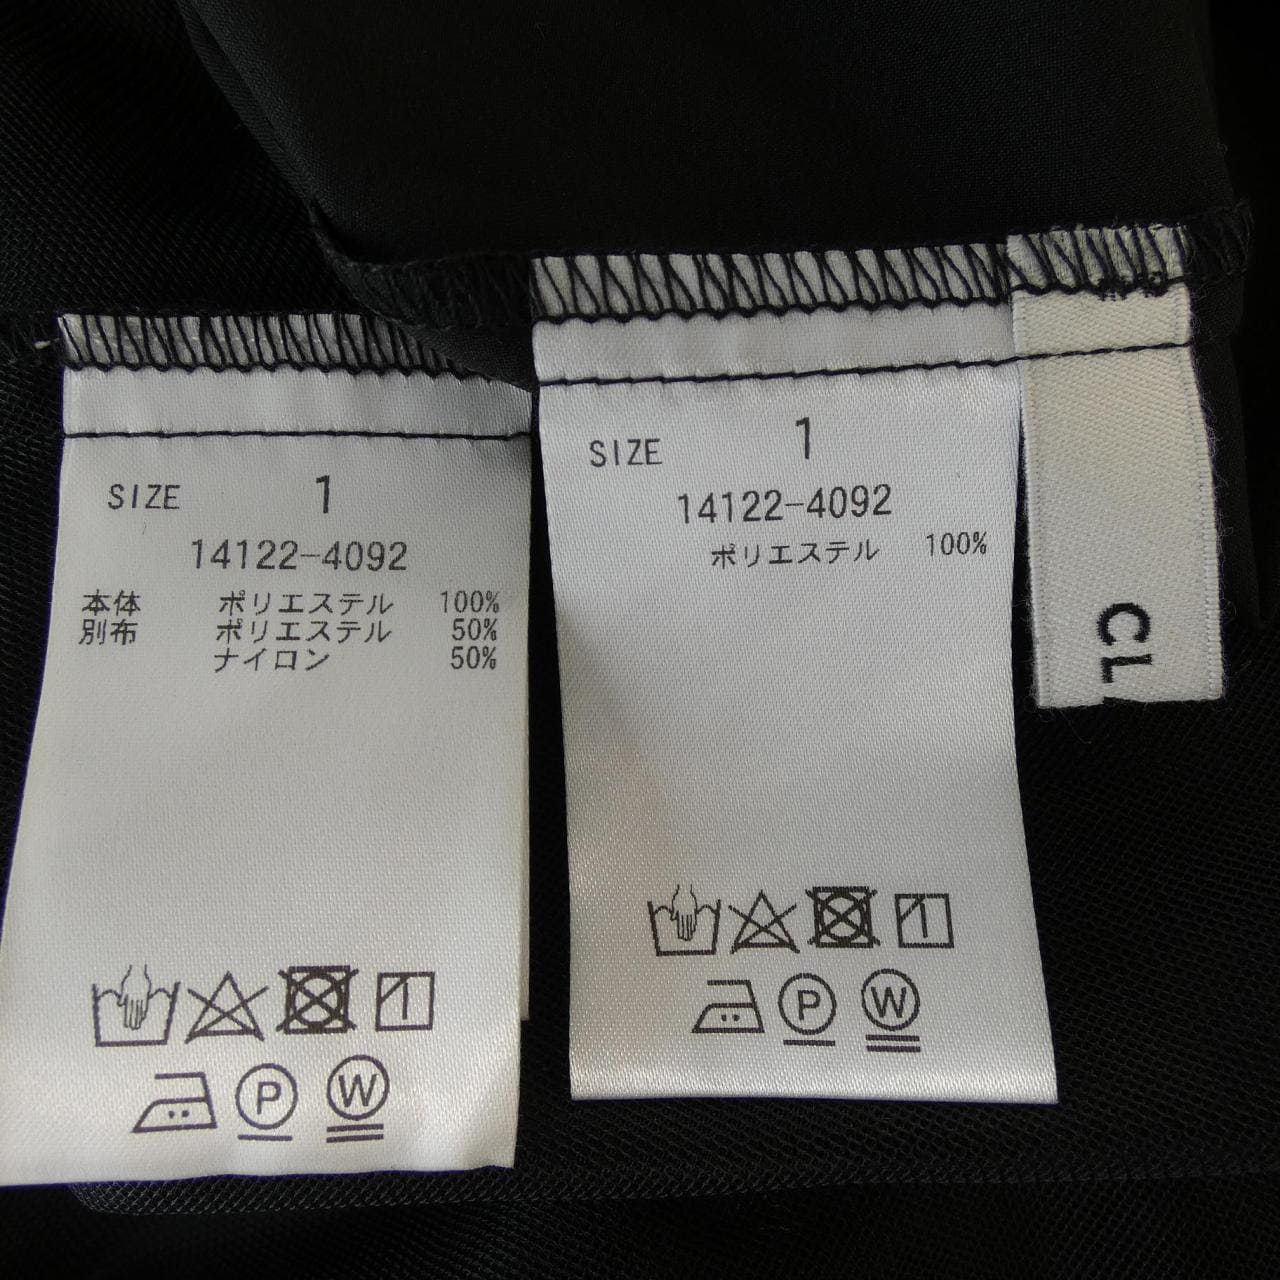 SIZE 1
14122-4092
本体 ポリエステル 100%
別布 ポリエステル 50%
ナイロン 50%
P W
SIZE 1
14122-4092
ポリエステル 100%
P W
CL